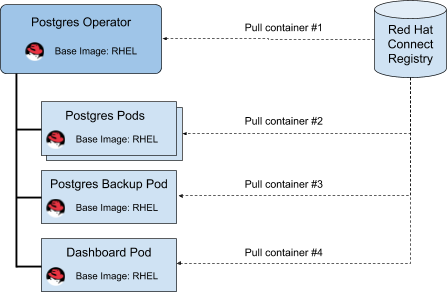 Postgres Operator
Base Image: RHEL
Pull container #1
Red Hat
Connect
Registry
Postgres Pods
Base Image: RHEL
Pull container #2
Postgres Backup Pod
Base Image: RHEL
Pull container #3
Dashboard Pod
Base Image: RHEL
Pull container #4